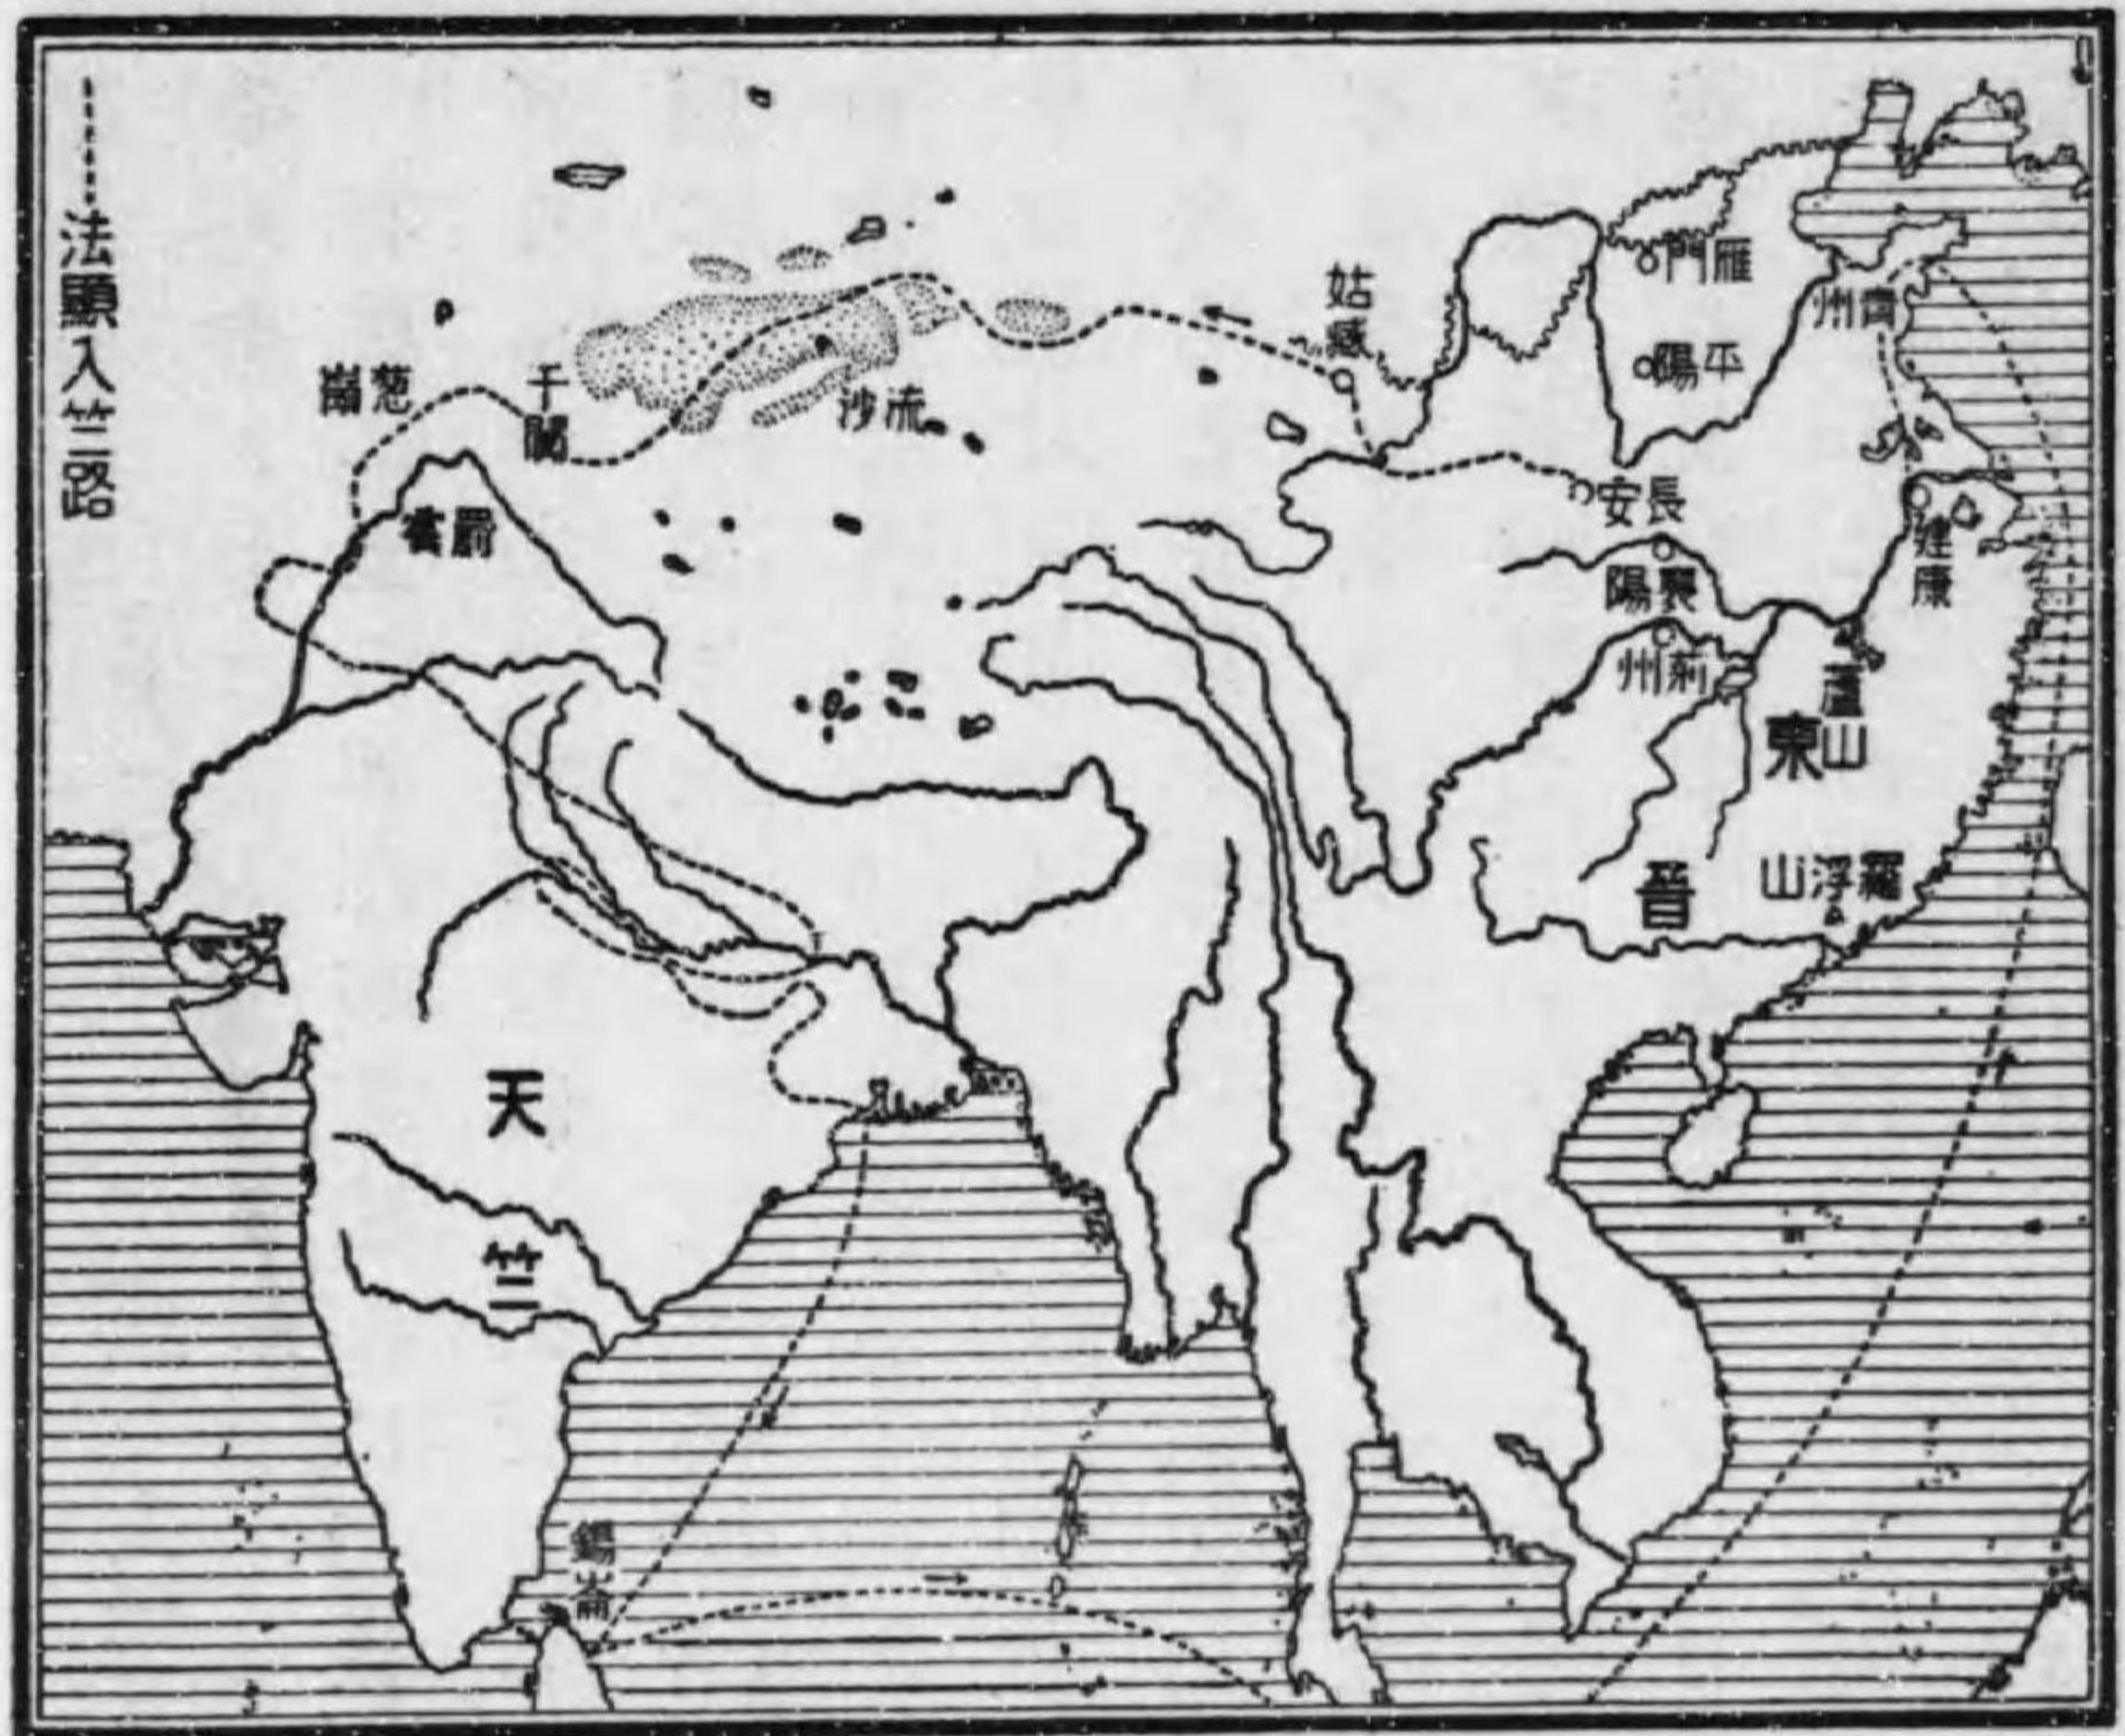 法顯入竺路
雁門
姑臧
青州
平陽
葱嶺
于闐
流沙
長安
罽賓
建康
襄陽
荊州
廬山
東晉
羅浮山
天竺
錫崙